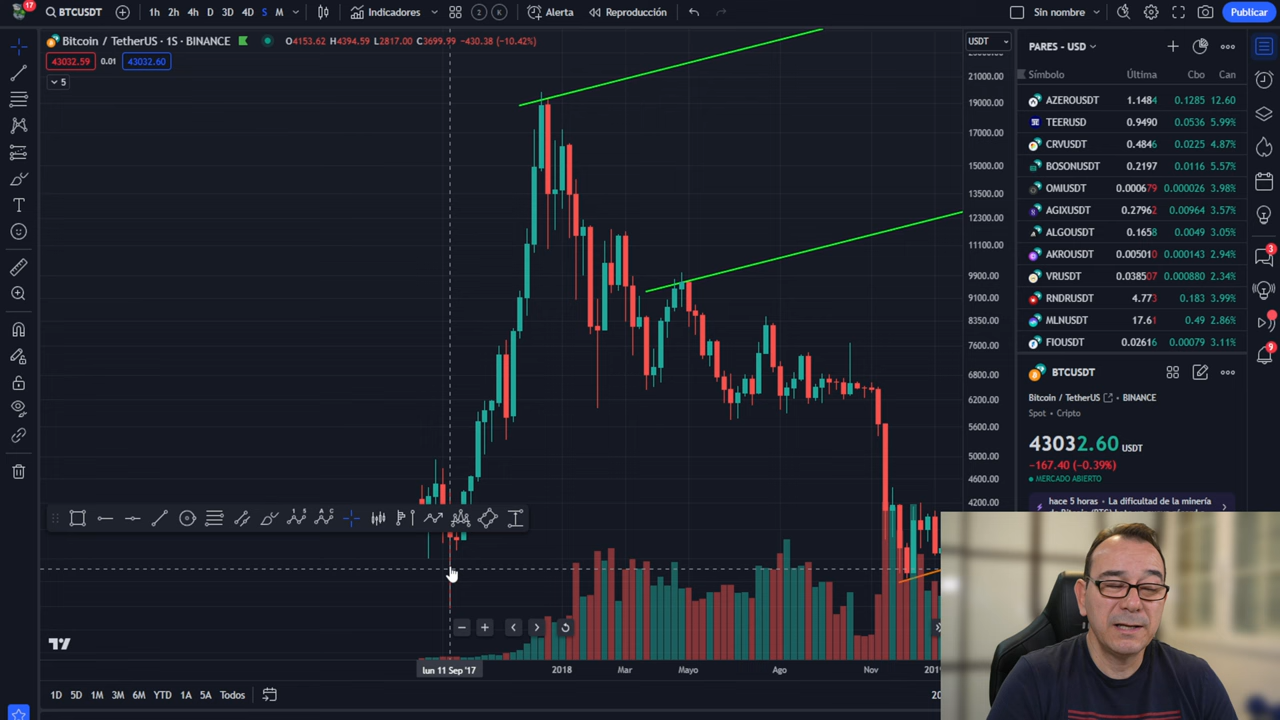 17 BTCUSDT 1h 2h 4h D 3D 4D S M Indicadores 2 K Alerta Reproducción Sin nombre Publicar
Bitcoin / TetherUS · 1S · BINANCE O4153.62 H4394.59 L2817.00 C3699.99 -430.38 (-10.42%)
43032.59 0.01 43032.60
5
USDT
21000.00
19000.00
17000.00
15000.00
13500.00
12300.00
11100.00
9900.00
9100.00
8350.00
7600.00
6800.00
6200.00
5600.00
5000.00
4600.00
4200.00
lun 11 Sep '17 2018 Mar Mayo Ago Nov
1D 5D 1M 3M 6M YTD 1A 5A Todos
PARES - USD
Símbolo Última Cbo Can
AZEROUSDT 1.1484 0.1285 12.60
TEERUSD 0.9490 0.0536 5.99%
CRVUSDT 0.4846 0.0225 4.87%
BOSONUSDT 0.2197 0.0116 5.57%
OMIUSDT 0.000679 0.000026 3.98%
AGIXUSDT 0.27962 0.00964 3.57%
ALGOUSDT 0.1658 0.0049 3.05%
AKROUSDT 0.005010 0.000143 2.94%
VRUSDT 0.038507 0.000880 2.34%
RNDRUSDT 4.773 0.183 3.99%
MLNUSDT 17.61 0.49 2.86%
FIOUSDT 0.02616 0.00079 3.11%
BTCUSDT
Bitcoin / TetherUS · BINANCE
Spot · Cripto
43032.60 USDT
-167.40 (-0.39%)
MERCADO ABIERTO
hace 5 horas · La dificultad de la minería
3
9